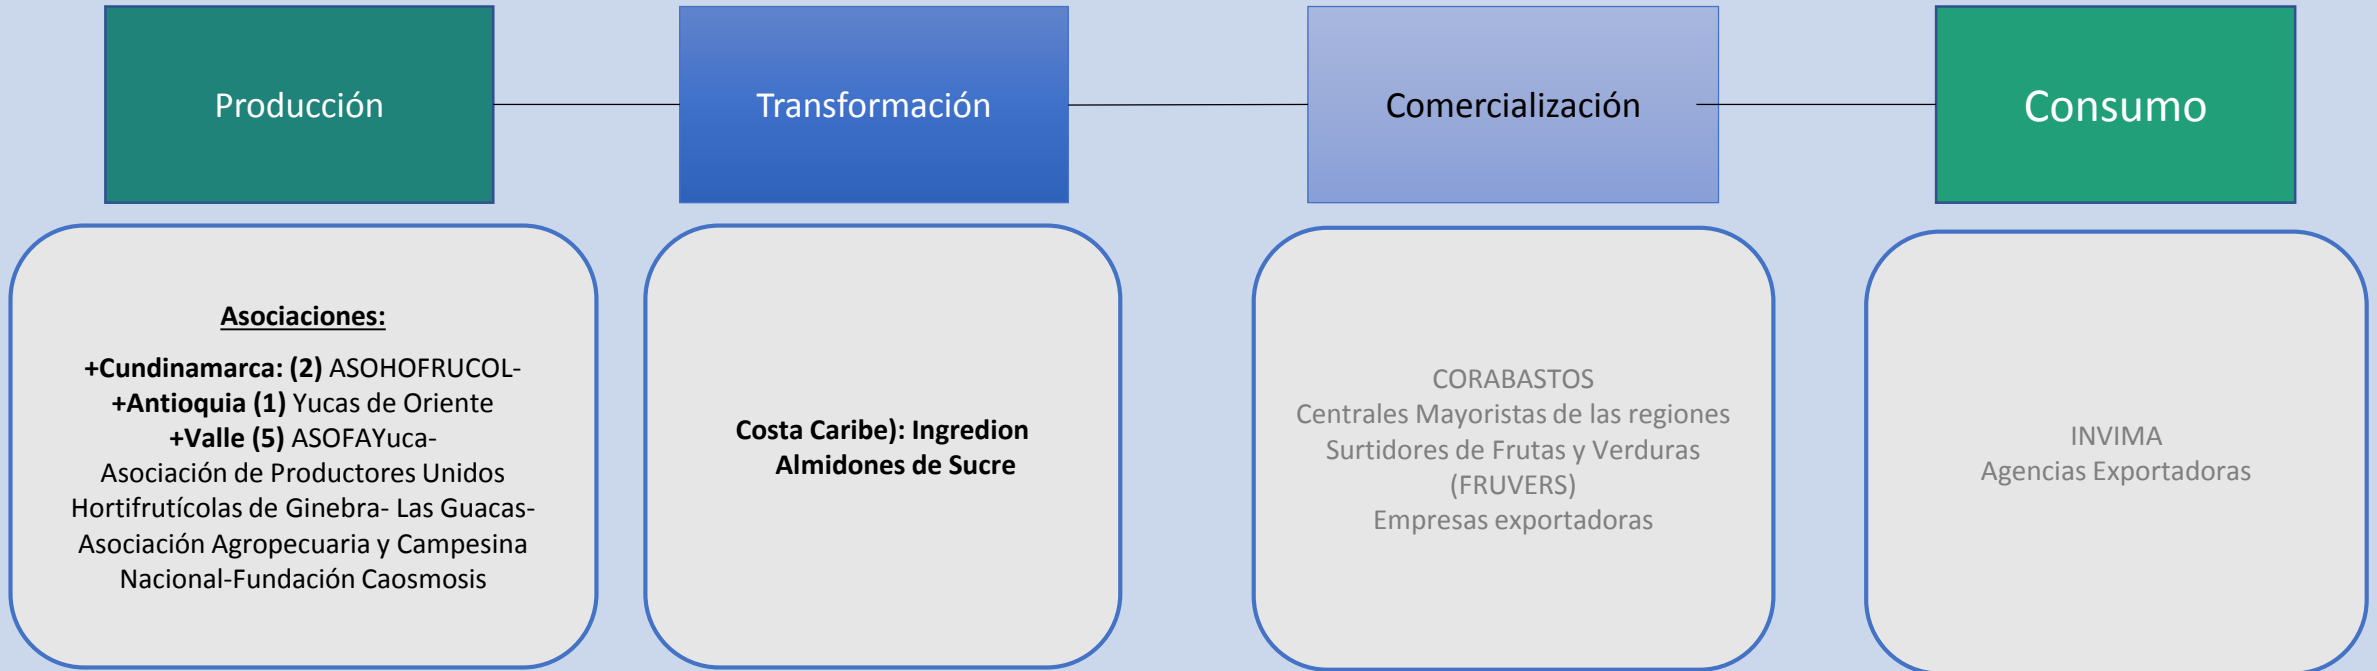 Producción
Transformación
Comercialización
Consumo
Asociaciones:
+Cundinamarca: (2) ASOHOFRUCOL-
+Antioquia (1) Yucas de Oriente
+Valle (5) ASOFAYuca-
Asociación de Productores Unidos
Hortifrutícolas de Ginebra- Las Guacas-
Asociación Agropecuaria y Campesina
Nacional-Fundación Caosmosis
Costa Caribe): Ingredion
Almidones de Sucre
CORABASTOS
Centrales Mayoristas de las regiones
Surtidores de Frutas y Verduras
(FRUVERS)
Empresas exportadoras
INVIMA
Agencias Exportadoras